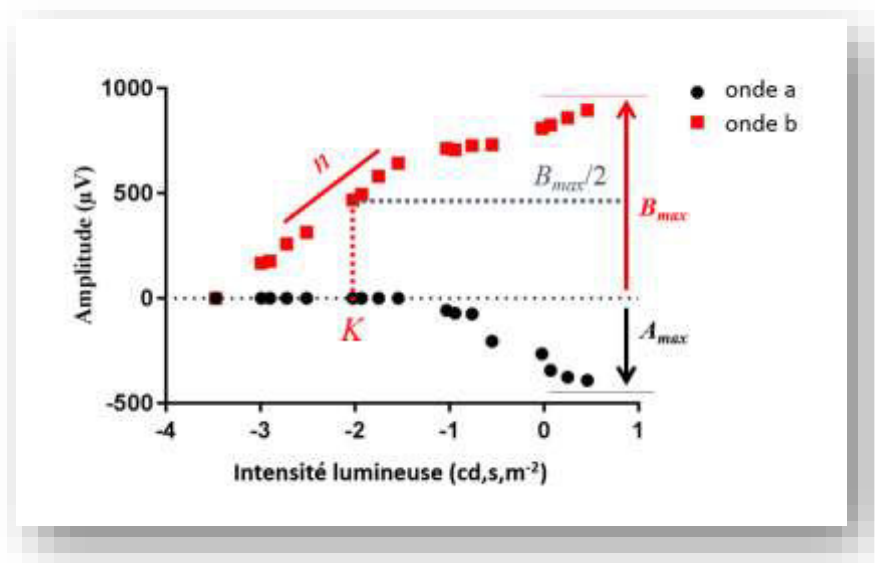 1000
500
0
-500
-4
-3
-2
-1
0
1
Amplitude (µV)
Intensité lumineuse (cd,s,m-2)
onde a
onde b
n
K
Bmax/2
Bmax
Amax